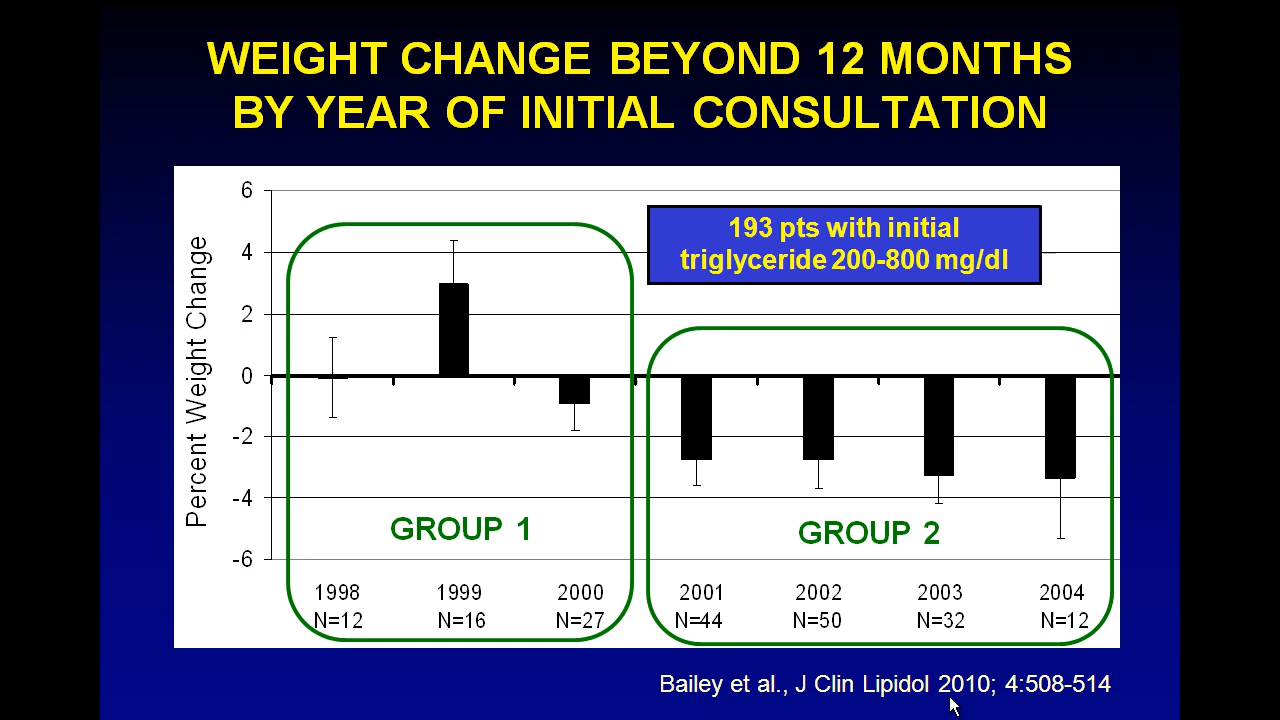 WEIGHT CHANGE BEYOND 12 MONTHS
BY YEAR OF INITIAL CONSULTATION
193 pts with initial
triglyceride 200-800 mg/dl
Percent Weight Change
6
4
2
0
-2
-4
-6
GROUP 1
GROUP 2
1998 1999 2000 2001 2002 2003 2004
N=12 N=16 N=27 N=44 N=50 N=32 N=12
Bailey et al., J Clin Lipidol 2010; 4:508-514